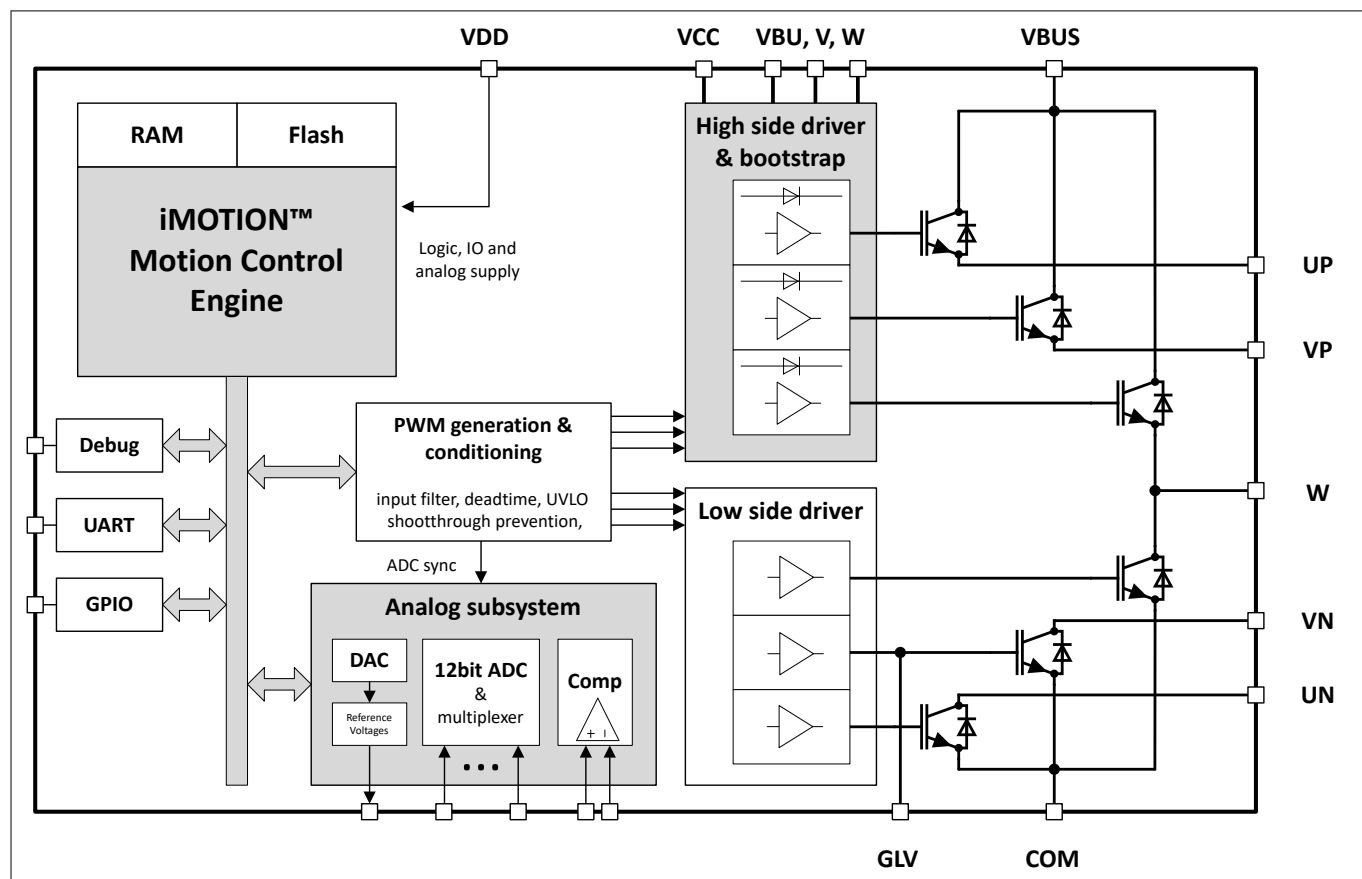 VDD
VCC
VBU, V, W
VBUS
RAM
Flash
iMOTION™
Motion Control
Engine
Logic, IO and
analog supply
High side driver
& bootstrap
UP
VP
W
VN
UN
Debug
UART
GPIO
PWM generation &
conditioning
input filter, deadtime, UVLO
shootthrough prevention,
ADC sync
Low side driver
Analog subsystem
DAC
Reference
Voltages
12bit ADC
&
multiplexer
• • •
Comp
+ –
GLV
COM